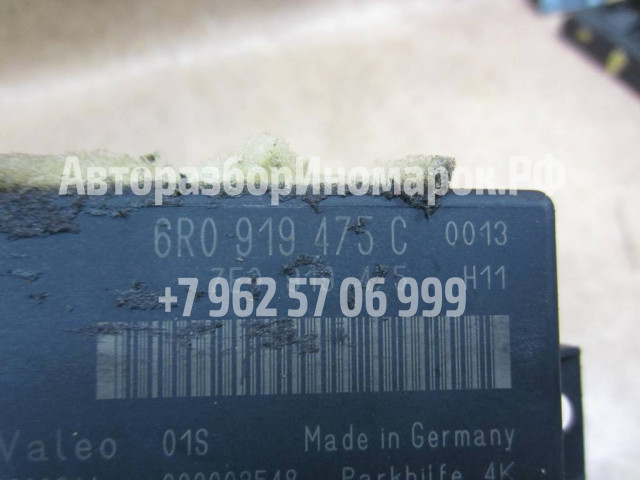 АвторазборИномарок.РФ
6R0 919 475 C 0013
H11
+7 962 57 06 999
Valeo 01S Made in Germany
Parkhilfe 4K